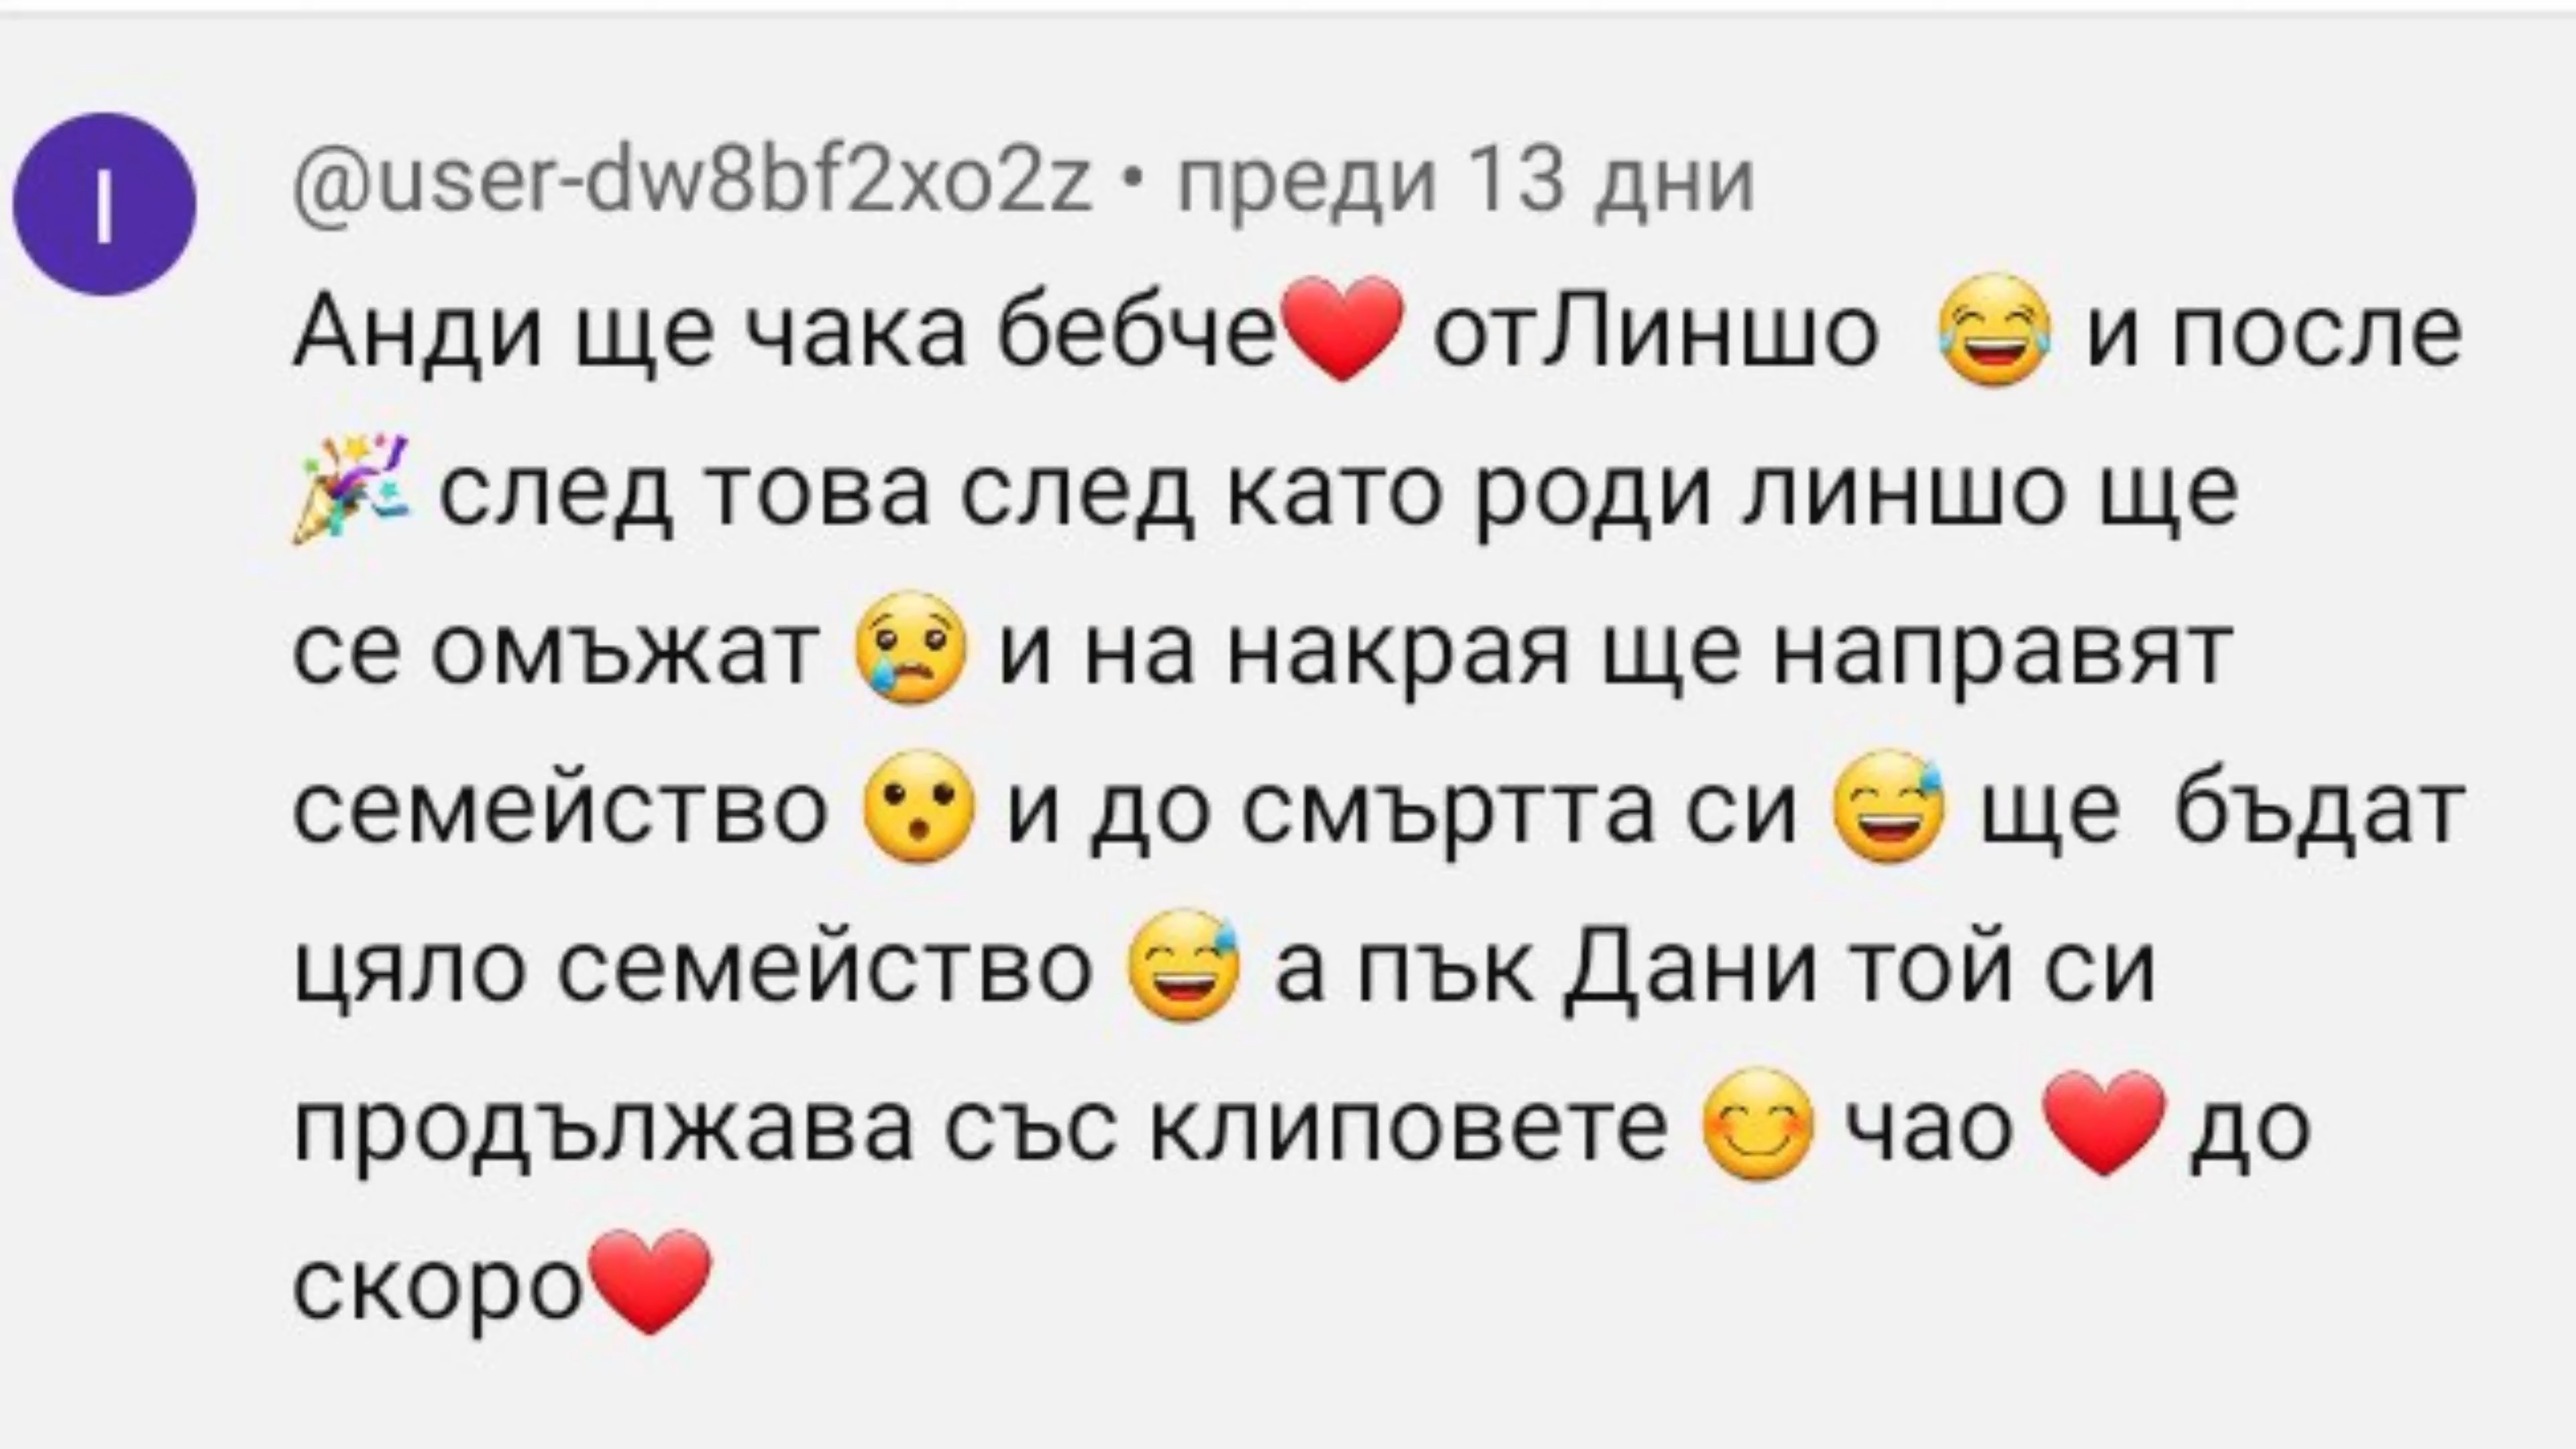 I
@user-dw8bf2xo2z • преди 13 дни
Анди ще чака бебче❤️ отЛиншо  😂 и после
🎉 след това след като роди линшо ще
се омъжат 😢 и на накрая ще направят
семейство 😮 и до смъртта си 😅 ще  бъдат
цяло семейство 😅 а пък Дани той си
продължава със клиповете 😊 чао ❤️ до
скоро❤️